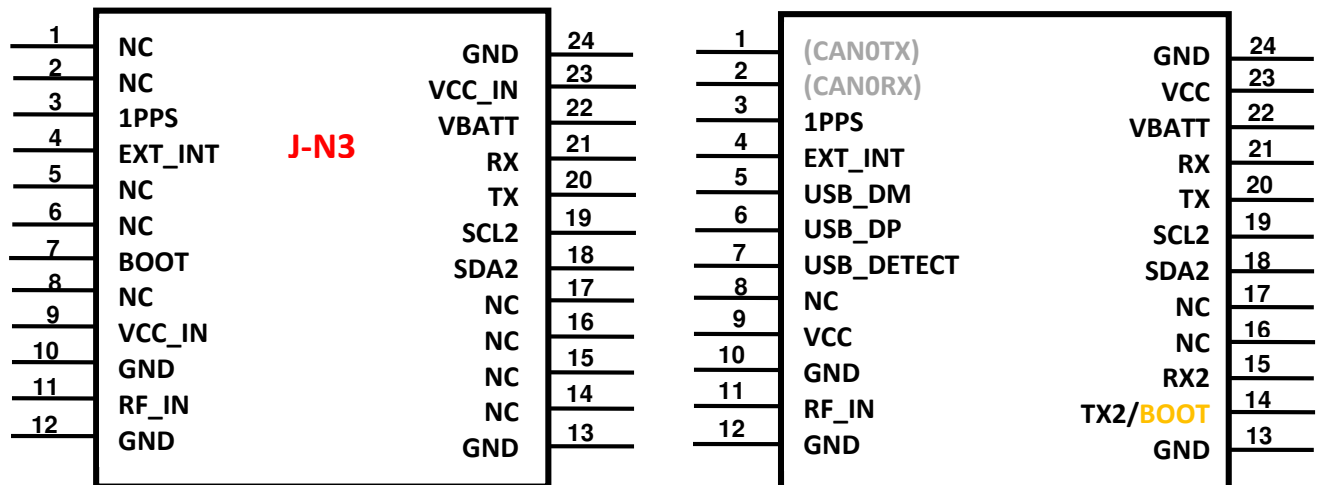 1 NC GND 24
2 NC VCC_IN 23
3 1PPS VBATT 22
4 EXT_INT J-N3 RX 21
5 NC TX 20
6 NC SCL2 19
7 BOOT SDA2 18
8 NC NC 17
9 VCC_IN NC 16
10 GND NC 15
11 RF_IN NC 14
12 GND GND 13
1 (CAN0TX) GND 24
2 (CAN0RX) VCC 23
3 1PPS VBATT 22
4 EXT_INT RX 21
5 USB_DM TX 20
6 USB_DP SCL2 19
7 USB_DETECT SDA2 18
8 NC NC 17
9 VCC NC 16
10 GND RX2 15
11 RF_IN TX2/BOOT 14
12 GND GND 13